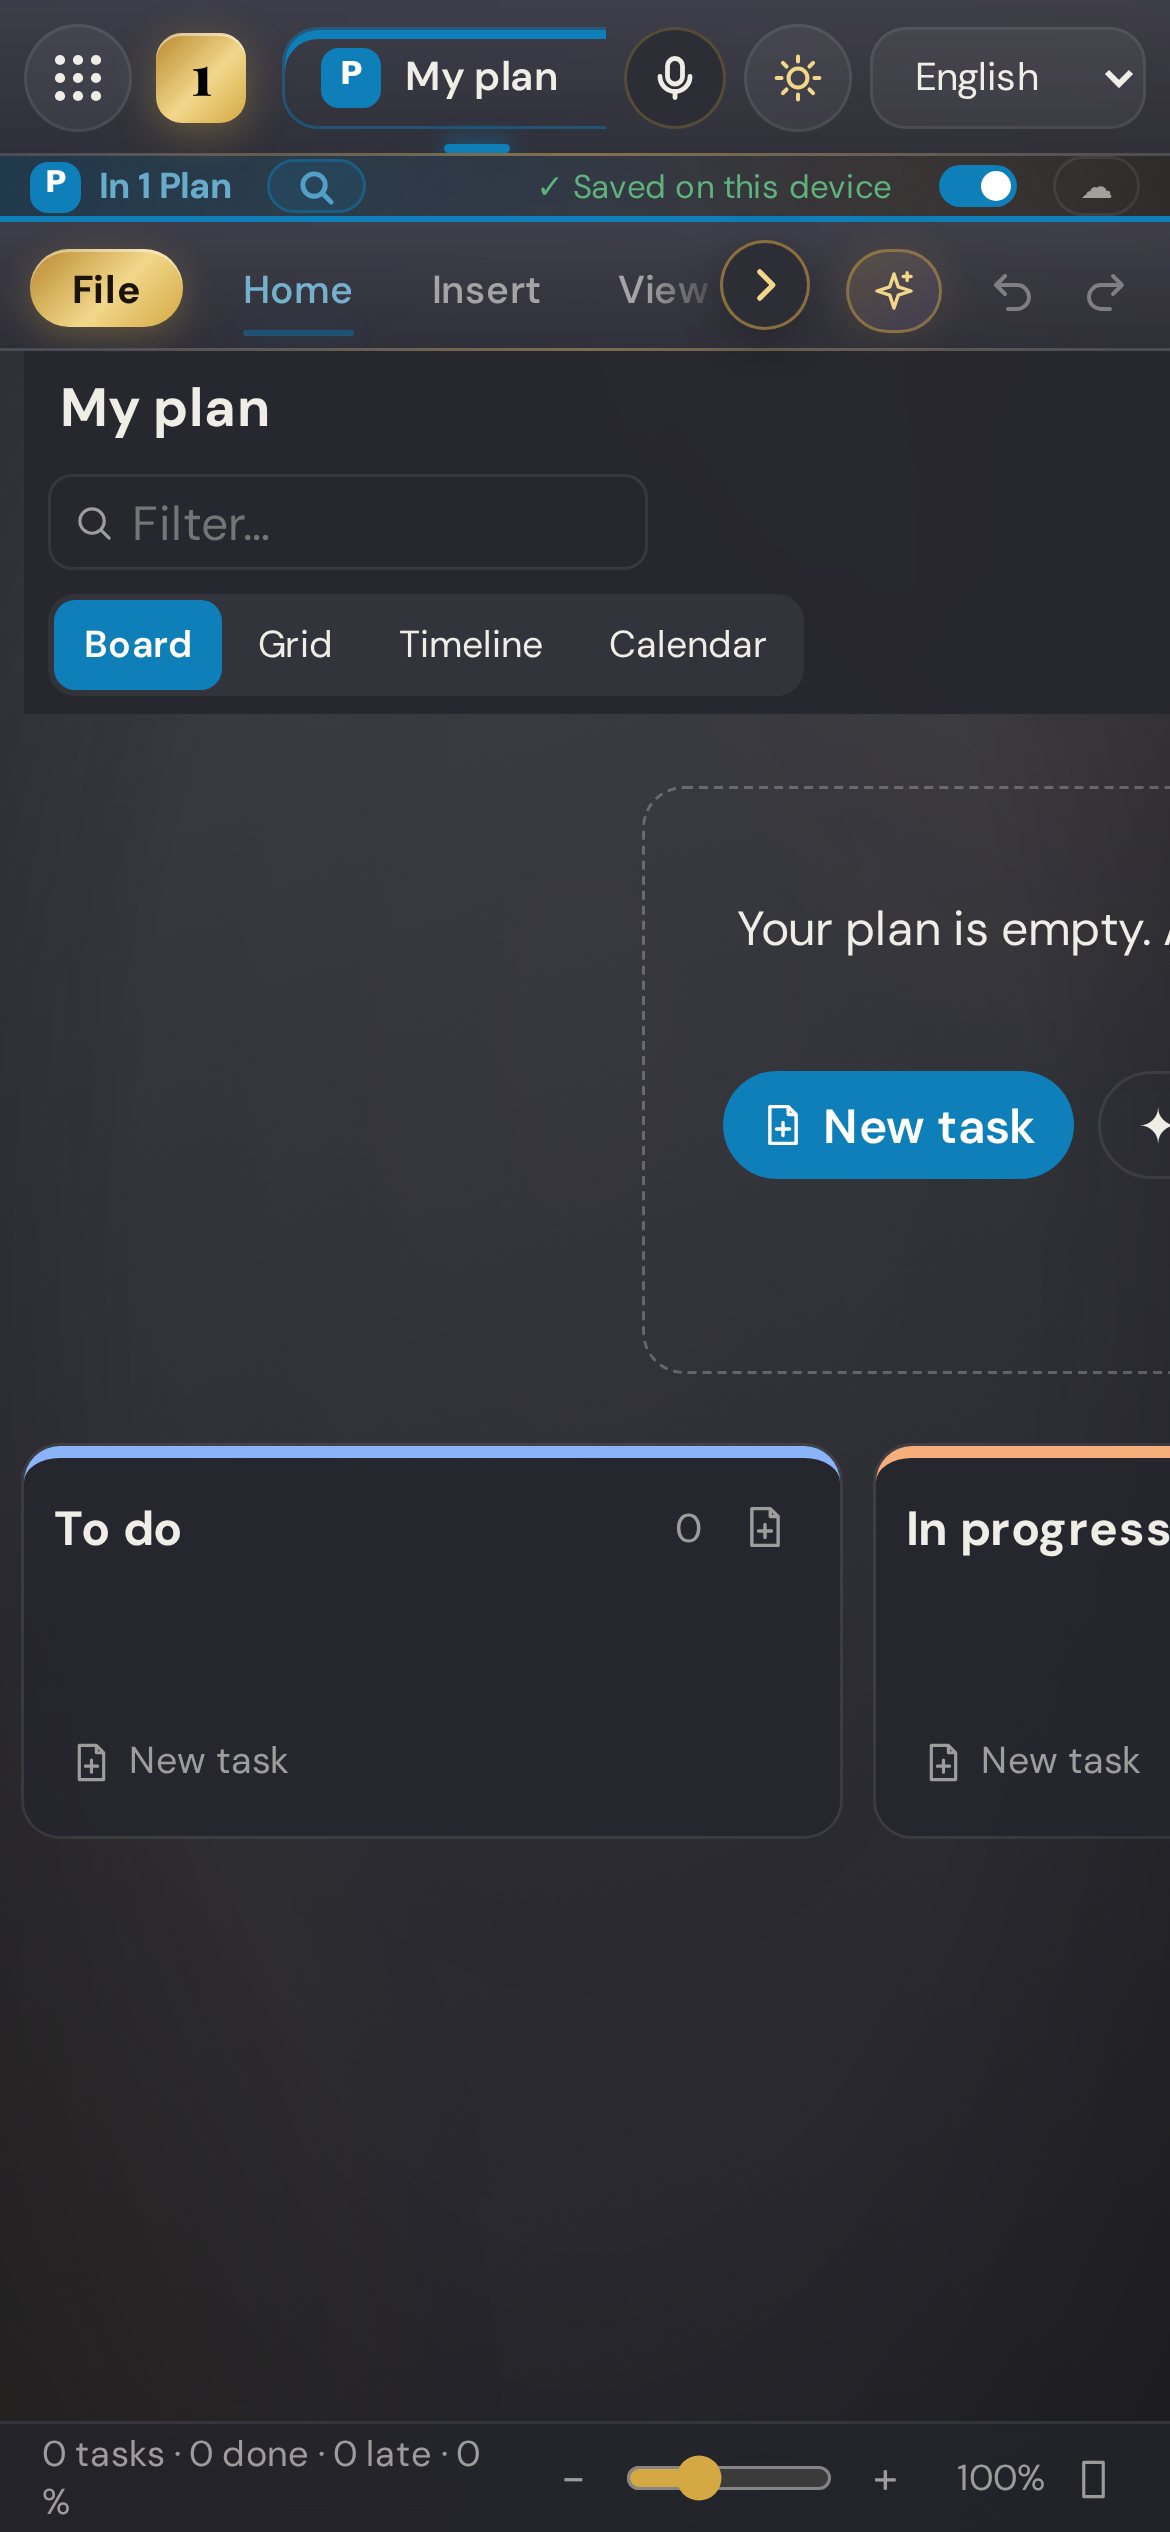 1
P My plan
English
P In 1 Plan
✓ Saved on this device
File Home Insert View
My plan
Filter...
Board Grid Timeline Calendar
Your plan is empty.
New task
To do 0
In progress
New task
New task
0 tasks · 0 done · 0 late · 0
%
− + 100%